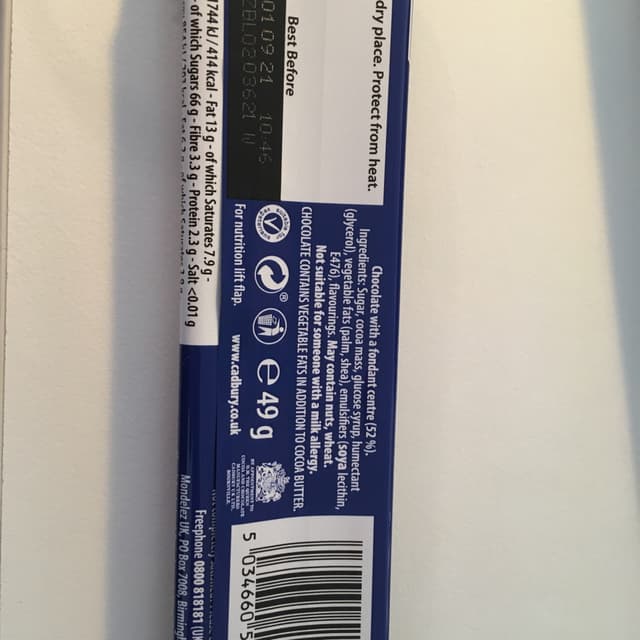 dry place. Protect from heat.
Best Before
01 09 21 10:46
Chocolate with a fondant centre (52 %).
Ingredients: Sugar, cocoa mass, glucose syrup, humectant
(glycerol), vegetable fats (palm, shea), emulsifiers (soya lecithin,
E476), flavourings. May contain nuts, wheat.
Not suitable for someone with a milk allergy.
CHOCOLATE CONTAINS VEGETABLE FATS IN ADDITION TO COCOA BUTTER.
® e 49 g
For nutrition lift flap. www.cadbury.co.uk
5 034660 5
1744 kJ / 414 kcal - Fat 13 g - of which Saturates 7.9 g -
of which Sugars 66 g - Fibre 3.3 g - Protein 2.3 g - Salt <0.01 g
Freephone 0800 818181 (U
Mondelez UK, PO Box 7008, Birming